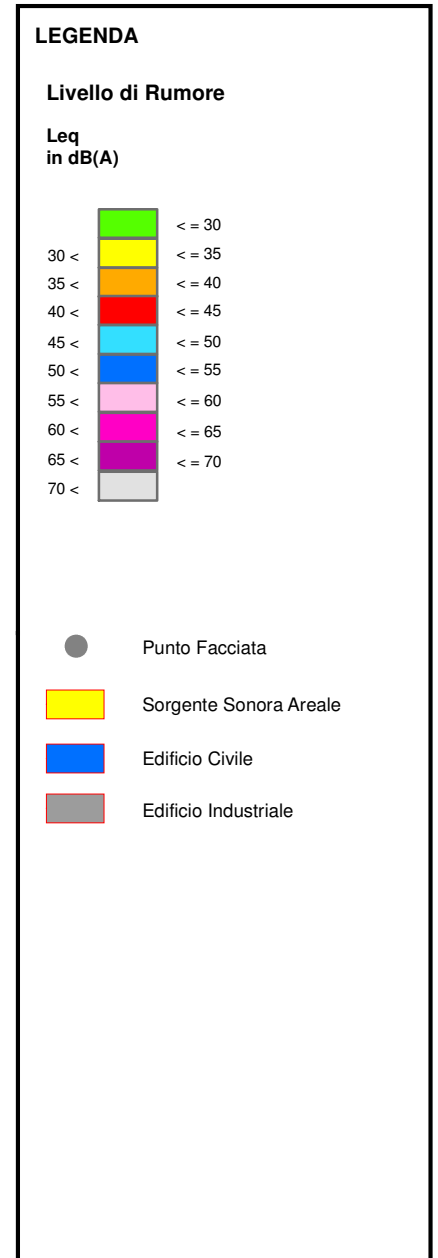 LEGENDA
Livello di Rumore
Leq
in dB(A)
< = 30
30 < < = 35
35 < < = 40
40 < < = 45
45 < < = 50
50 < < = 55
55 < < = 60
60 < < = 65
65 < < = 70
70 <
Punto Facciata
Sorgente Sonora Areale
Edificio Civile
Edificio Industriale